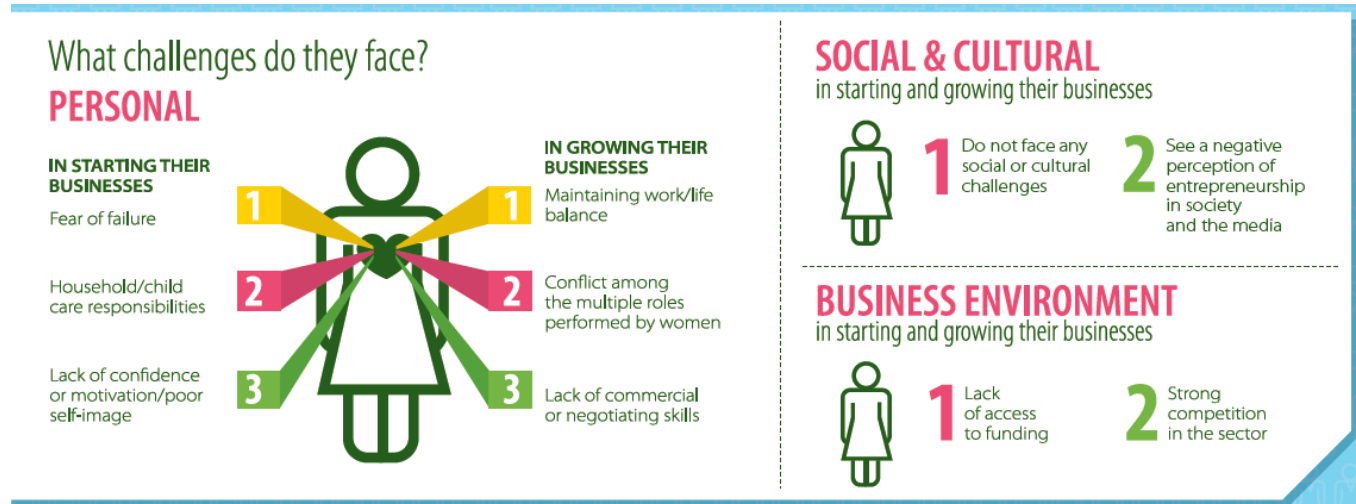 What challenges do they face?
PERSONAL
IN STARTING THEIR
BUSINESSES
1
Fear of failure
2
Household/child
care responsibilities
3
Lack of confidence
or motivation/poor
self-image
IN GROWING THEIR
BUSINESSES
1
Maintaining work/life
balance
2
Conflict among
the multiple roles
performed by women
3
Lack of commercial
or negotiating skills
SOCIAL & CULTURAL
in starting and growing their businesses
1
Do not face any
social or cultural
challenges
2
See a negative
perception of
entrepreneurship
in society
and the media
BUSINESS ENVIRONMENT
in starting and growing their businesses
1
Lack
of access
to funding
2
Strong
competition
in the sector